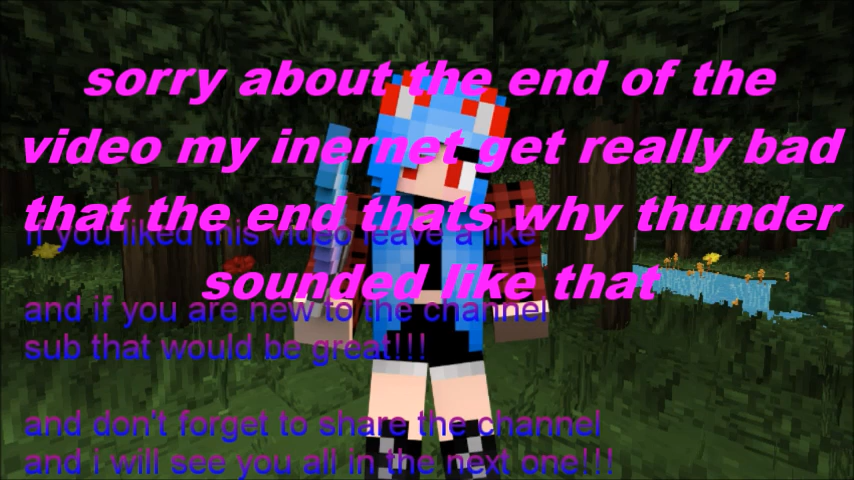 sorry about the end of the
video my inernet get really bad
that the end thats why thunder
sounded like that
if you liked this video leave a like
and if you are new to the channel
sub that would be great!!!
and don't forget to share the channel
and i will see you all in the next one!!!